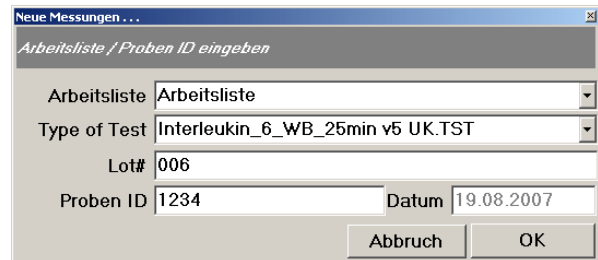 Neue Messungen . . .
Arbeitsliste / Proben ID eingeben
Arbeitsliste Arbeitsliste
Type of Test Interleukin_6_WB_25min v5 UK.TST
Lot# 006
Proben ID 1234 Datum 19.08.2007
Abbruch OK